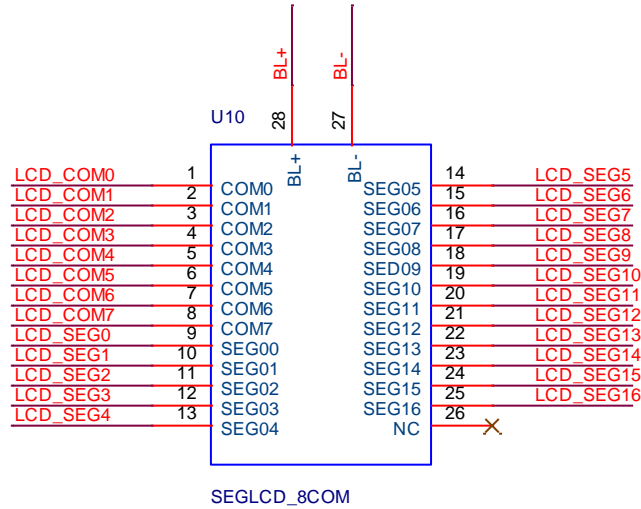 BL+
BL-
U10
28
27
BL+
BL-
LCD_COM0 1 COM0
LCD_COM1 2 COM1
LCD_COM2 3 COM2
LCD_COM3 4 COM3
LCD_COM4 5 COM4
LCD_COM5 6 COM5
LCD_COM6 7 COM6
LCD_COM7 8 COM7
LCD_SEG0 9 SEG00
LCD_SEG1 10 SEG01
LCD_SEG2 11 SEG02
LCD_SEG3 12 SEG03
LCD_SEG4 13 SEG04
SEG05 14 LCD_SEG5
SEG06 15 LCD_SEG6
SEG07 16 LCD_SEG7
SEG08 17 LCD_SEG8
SED09 18 LCD_SEG9
SEG10 19 LCD_SEG10
SEG11 20 LCD_SEG11
SEG12 21 LCD_SEG12
SEG13 22 LCD_SEG13
SEG14 23 LCD_SEG14
SEG15 24 LCD_SEG15
SEG16 25 LCD_SEG16
NC 26
SEGLCD_8COM